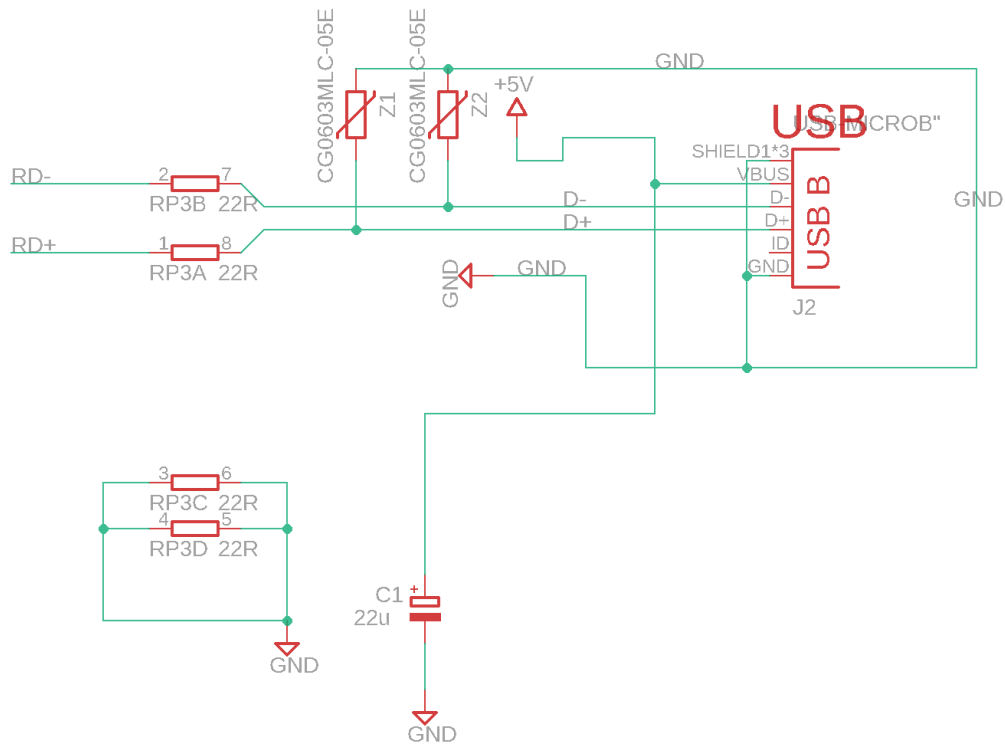 CG0603MLC-05E
CG0603MLC-05E
Z1
Z2
+5V
GND
USB
USB-MICROB"
SHIELD1*3
VBUS
D-
D+
ID
GND
USB B
J2
GND
RD-
2
7
RP3B 22R
D-
D+
RD+
1
8
RP3A 22R
GND
GND
3
6
RP3C 22R
4
5
RP3D 22R
GND
C1
+
22u
GND